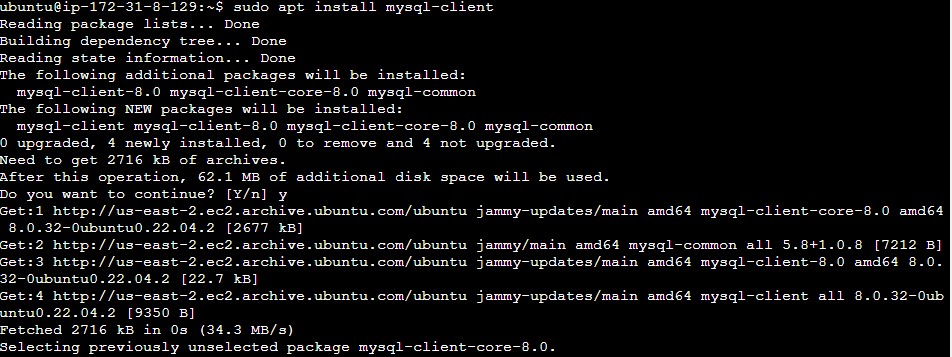 ubuntu@ip-172-31-8-129:~$ sudo apt install mysql-client
Reading package lists... Done
Building dependency tree... Done
Reading state information... Done
The following additional packages will be installed:
  mysql-client-8.0 mysql-client-core-8.0 mysql-common
The following NEW packages will be installed:
  mysql-client mysql-client-8.0 mysql-client-core-8.0 mysql-common
0 upgraded, 4 newly installed, 0 to remove and 4 not upgraded.
Need to get 2716 kB of archives.
After this operation, 62.1 MB of additional disk space will be used.
Do you want to continue? [Y/n] y
Get:1 http://us-east-2.ec2.archive.ubuntu.com/ubuntu jammy-updates/main amd64 mysql-client-core-8.0 amd64
 8.0.32-0ubuntu0.22.04.2 [2677 kB]
Get:2 http://us-east-2.ec2.archive.ubuntu.com/ubuntu jammy/main amd64 mysql-common all 5.8+1.0.8 [7212 B]
Get:3 http://us-east-2.ec2.archive.ubuntu.com/ubuntu jammy-updates/main amd64 mysql-client-8.0 amd64 8.0.
32-0ubuntu0.22.04.2 [22.7 kB]
Get:4 http://us-east-2.ec2.archive.ubuntu.com/ubuntu jammy-updates/main amd64 mysql-client all 8.0.32-0ub
untu0.22.04.2 [9350 B]
Fetched 2716 kB in 0s (34.3 MB/s)
Selecting previously unselected package mysql-client-core-8.0.